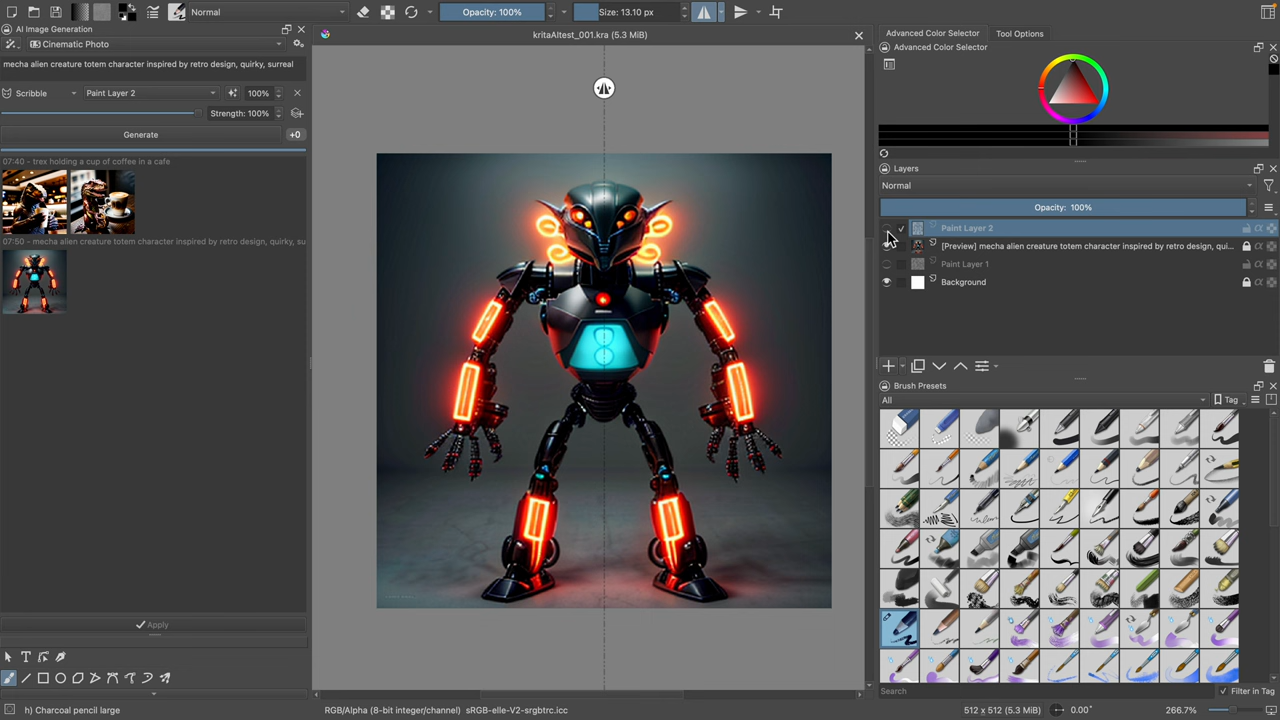 Normal
Opacity: 100%
Size: 13.10 px
AI Image Generation
Cinematic Photo
mecha alien creature totem character inspired by retro design, quirky, surreal
Scribble
Paint Layer 2
100%
Strength: 100%
Generate
+0
07:40 - trex holding a cup of coffee in a cafe
07:50 - mecha alien creature totem character inspired by retro design, quirky, su
Apply
h) Charcoal pencil large
kritaAItest_001.kra (5.3 MiB)
RGB/Alpha (8-bit integer/channel) sRGB-elle-V2-srgbtrc.icc
Advanced Color Selector
Tool Options
Advanced Color Selector
Layers
Normal
Opacity: 100%
Paint Layer 2
[Preview] mecha alien creature totem character inspired by retro design, qui...
Paint Layer 1
Background
Brush Presets
All
Tag
Search
Filter in Tag
512 x 512 (5.3 MiB)
0.00°
266.7%